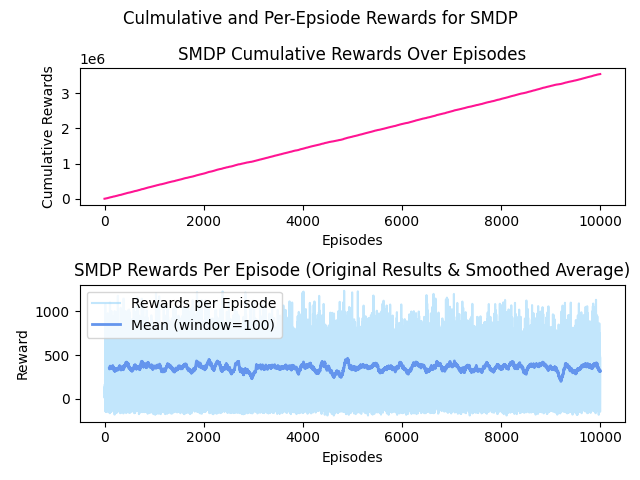 Culmulative and Per-Epsiode Rewards for SMDP
SMDP Cumulative Rewards Over Episodes
1e6
Cumulative Rewards
3
2
1
0
0 2000 4000 6000 8000 10000
Episodes
SMDP Rewards Per Episode (Original Results & Smoothed Average)
Reward
1000
500
0
Rewards per Episode
Mean (window=100)
0 2000 4000 6000 8000 10000
Episodes